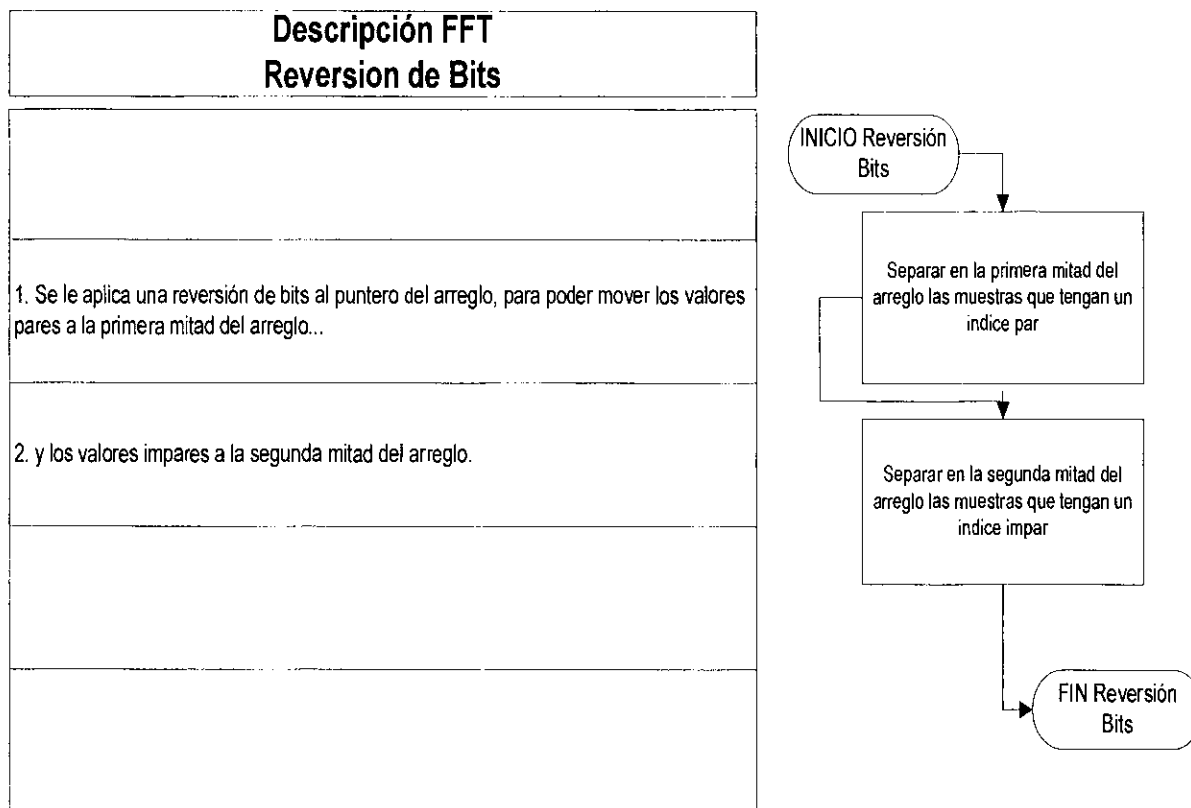 Descripción FFT
Reversion de Bits
1. Se le aplica una reversión de bits al puntero del arreglo, para poder mover los valores
pares a la primera mitad del arreglo...
2. y los valores impares a la segunda mitad del arreglo.
INICIO Reversión
Bits
Separar en la primera mitad del
arreglo las muestras que tengan un
indice par
Separar en la segunda mitad del
arreglo las muestras que tengan un
indice impar
FIN Reversión
Bits